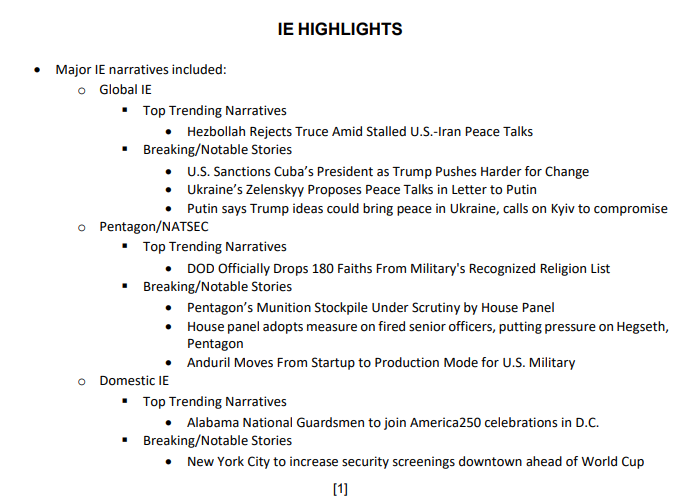 IE HIGHLIGHTS
• Major IE narratives included:
o Global IE
▪ Top Trending Narratives
• Hezbollah Rejects Truce Amid Stalled U.S.-Iran Peace Talks
▪ Breaking/Notable Stories
• U.S. Sanctions Cuba’s President as Trump Pushes Harder for Change
• Ukraine’s Zelenskyy Proposes Peace Talks in Letter to Putin
• Putin says Trump ideas could bring peace in Ukraine, calls on Kyiv to compromise
o Pentagon/NATSEC
▪ Top Trending Narratives
• DOD Officially Drops 180 Faiths From Military's Recognized Religion List
▪ Breaking/Notable Stories
• Pentagon’s Munition Stockpile Under Scrutiny by House Panel
• House panel adopts measure on fired senior officers, putting pressure on Hegseth,
Pentagon
• Anduril Moves From Startup to Production Mode for U.S. Military
o Domestic IE
▪ Top Trending Narratives
• Alabama National Guardsmen to join America250 celebrations in D.C.
▪ Breaking/Notable Stories
• New York City to increase security screenings downtown ahead of World Cup
[1]